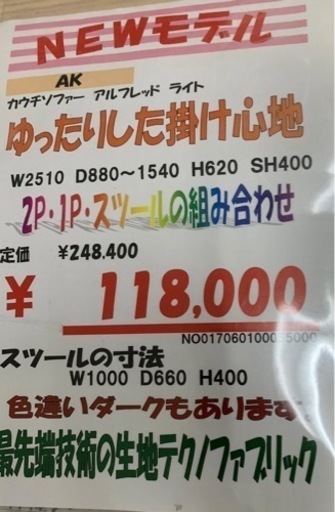 NEWモデル
AK
カウチソファー アルフレッド ライト
ゆったりした掛け心地
W2510 D880～1540 H620 SH400
2P・1P・スツールの組み合わせ
定価 ¥248,400
¥ 118,000
NO0170601000S5000
スツールの寸法
W1000 D660 H400
色違いダークもあります。
最先端技術の生地テクノファブリック